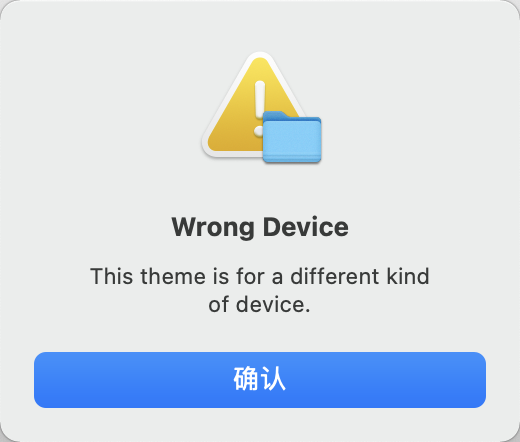 Wrong Device
This theme is for a different kind
of device.
确认